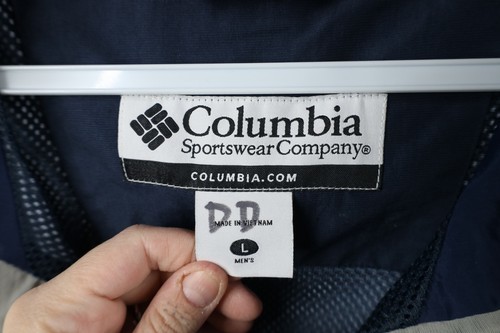 Columbia
Sportswear Company®
COLUMBIA.COM
DD
MADE IN VIETNAM
L
MEN'S